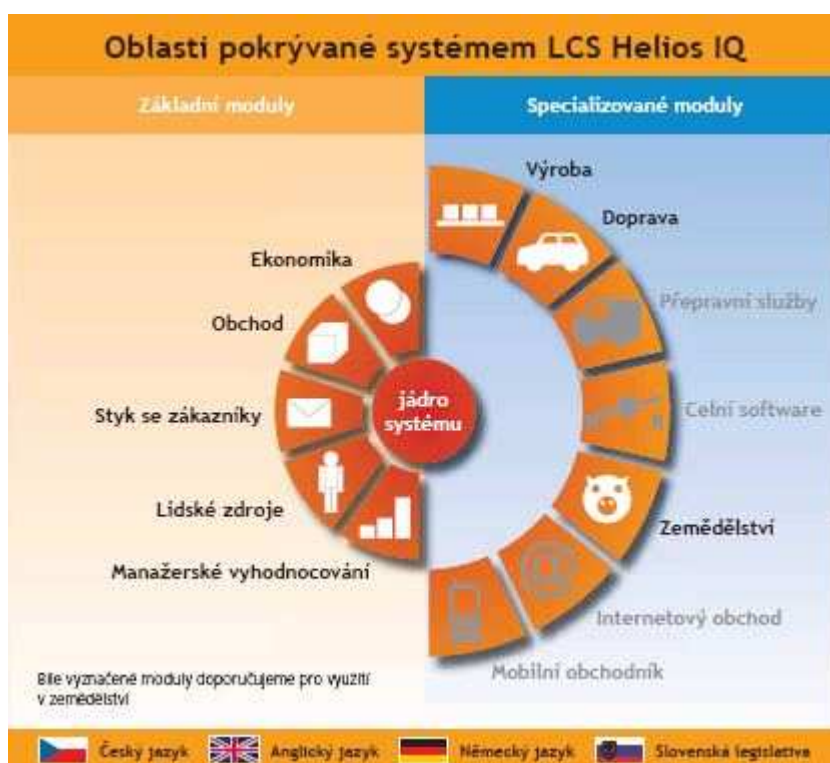 Oblasti pokrývané systémem LCS Helios IQ
Základní moduly
Specializované moduly
Výroba
Doprava
Přepravní služby
Celní software
Zemědělství
Internetový obchod
Mobilní obchodník
Ekonomika
Obchod
Styk se zákazníky
Lidské zdroje
Manažerské vyhodnocování
jádro
systému
Bíle vyznačené moduly doporučujeme pro využití
v zemědělství
Český jazyk
Anglický jazyk
Německý jazyk
Slovenská legislativa